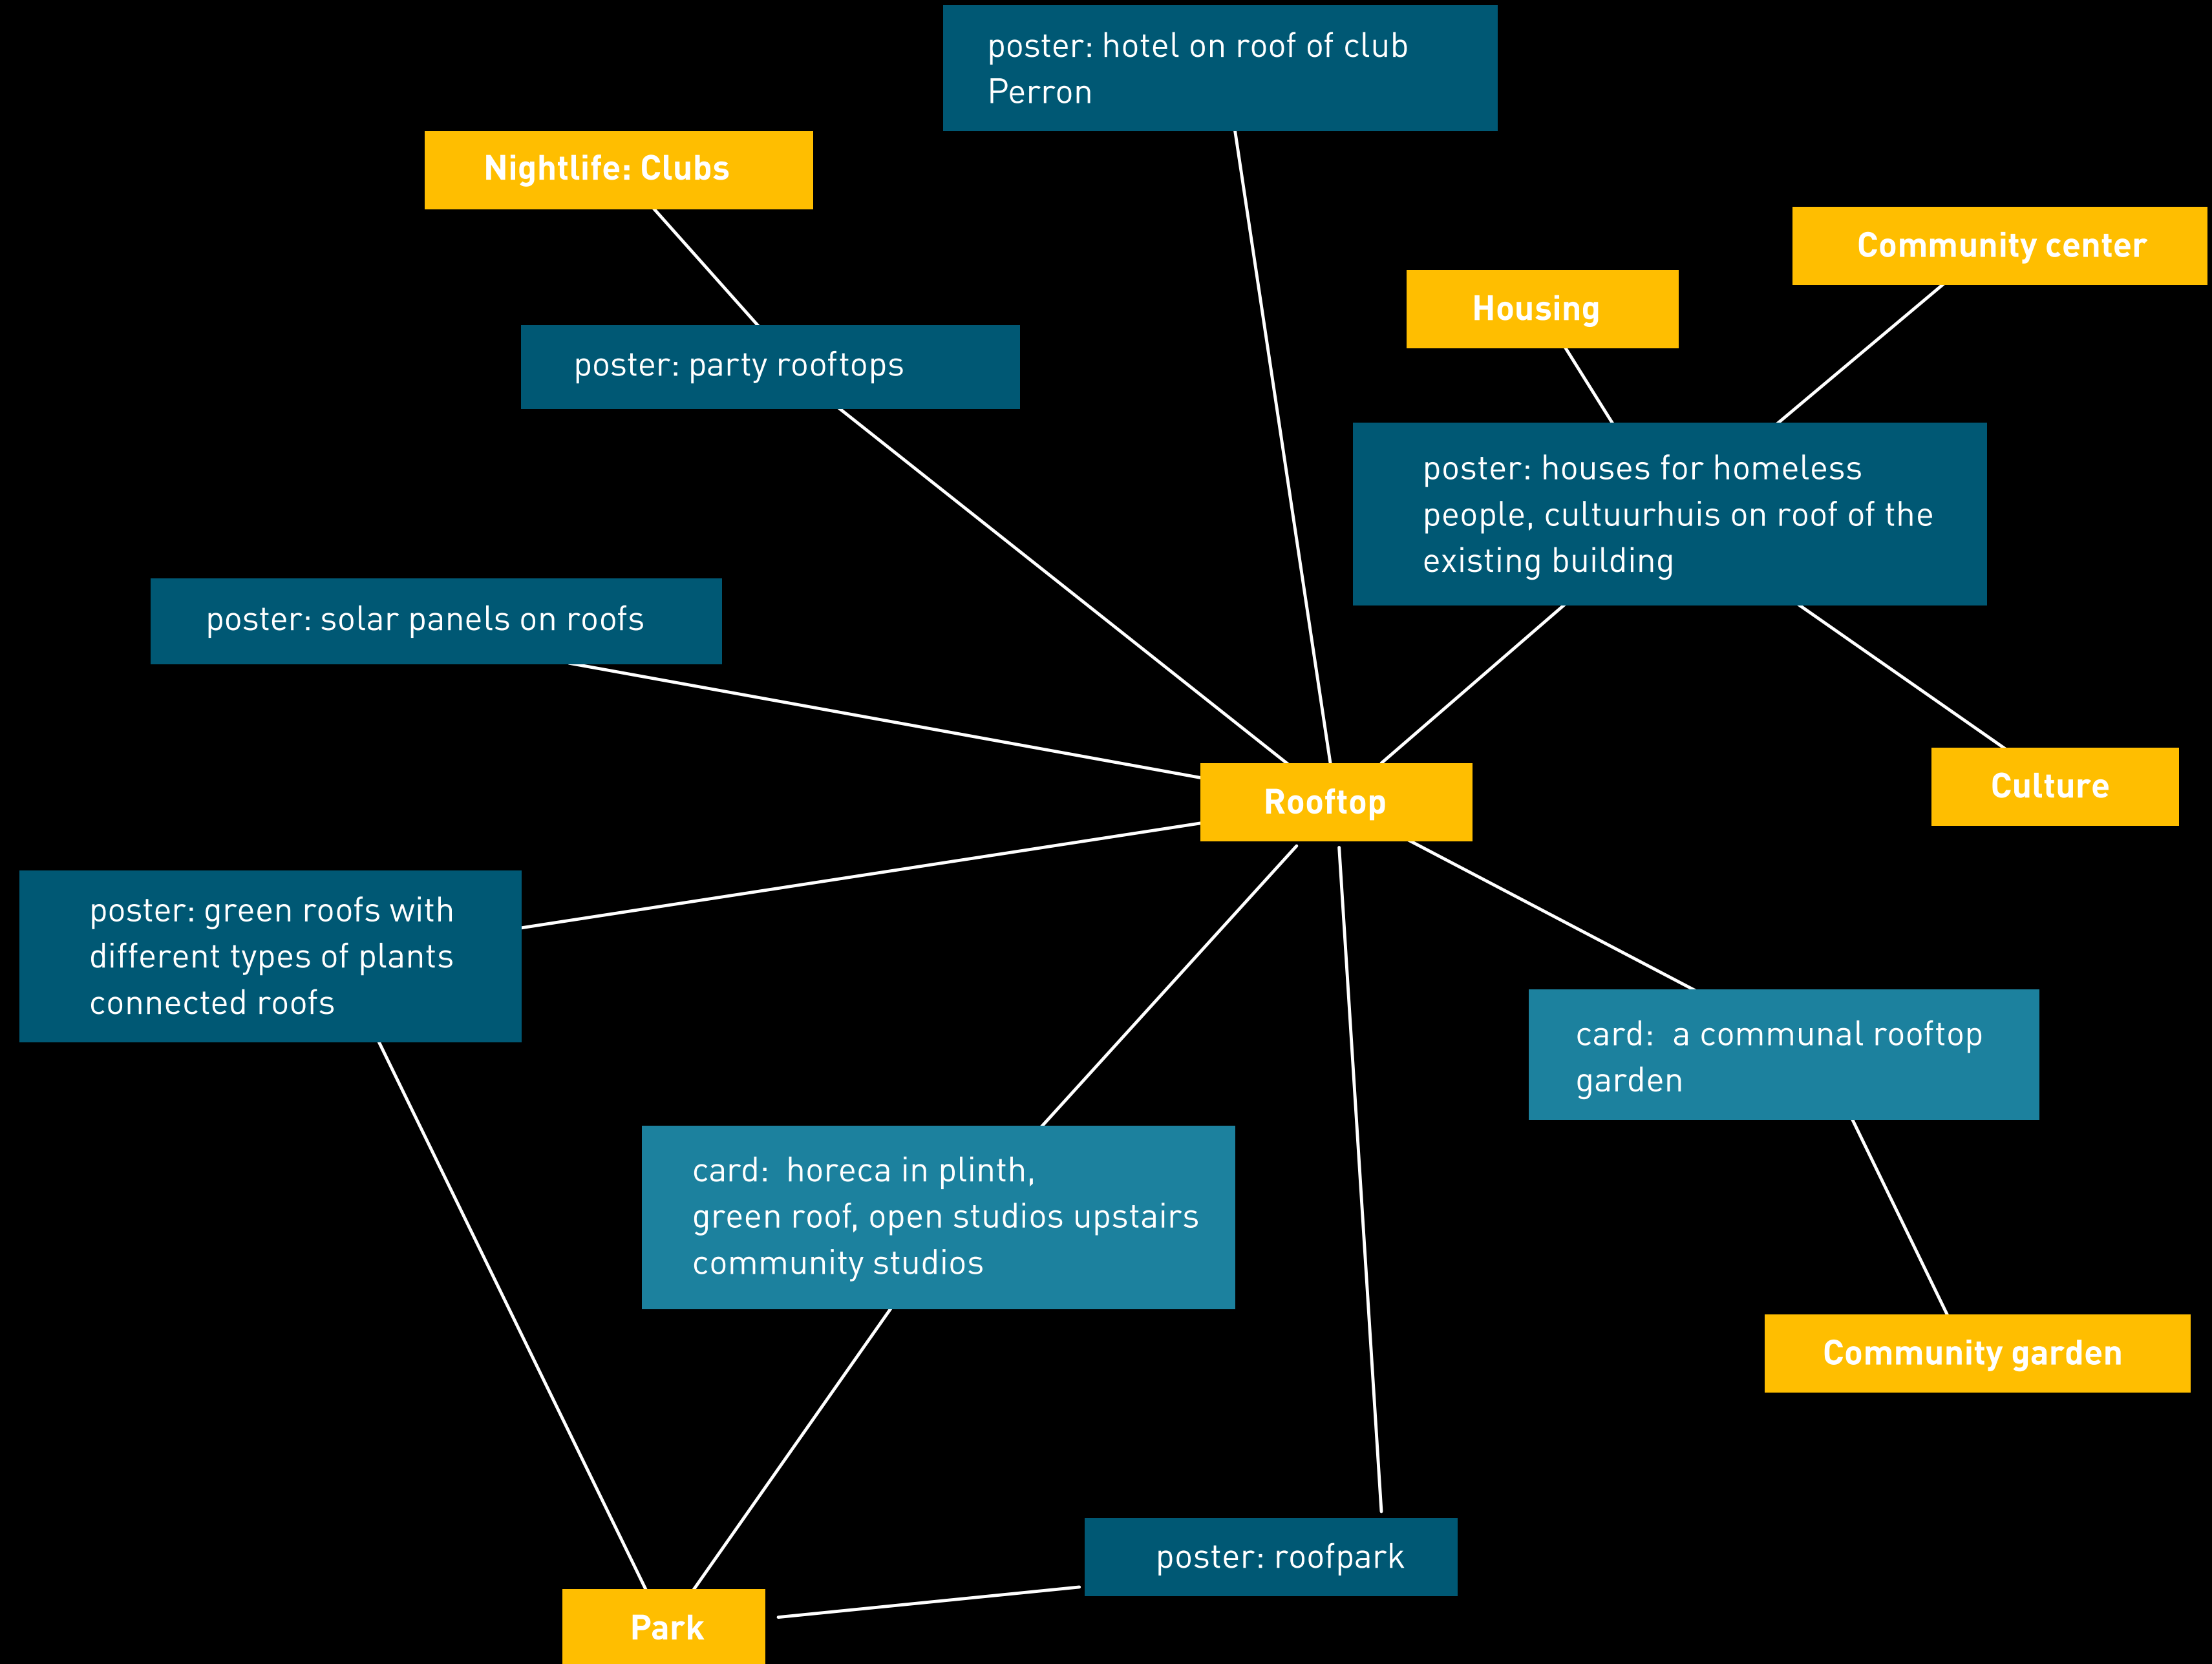 poster: hotel on roof of club
Perron
Nightlife: Clubs
Community center
Housing
poster: party rooftops
poster: houses for homeless
people, cultuurhuis on roof of the
existing building
poster: solar panels on roofs
Rooftop
Culture
poster: green roofs with
different types of plants
connected roofs
card:  a communal rooftop
garden
card:  horeca in plinth,
green roof, open studios upstairs
community studios
Community garden
poster: roofpark
Park